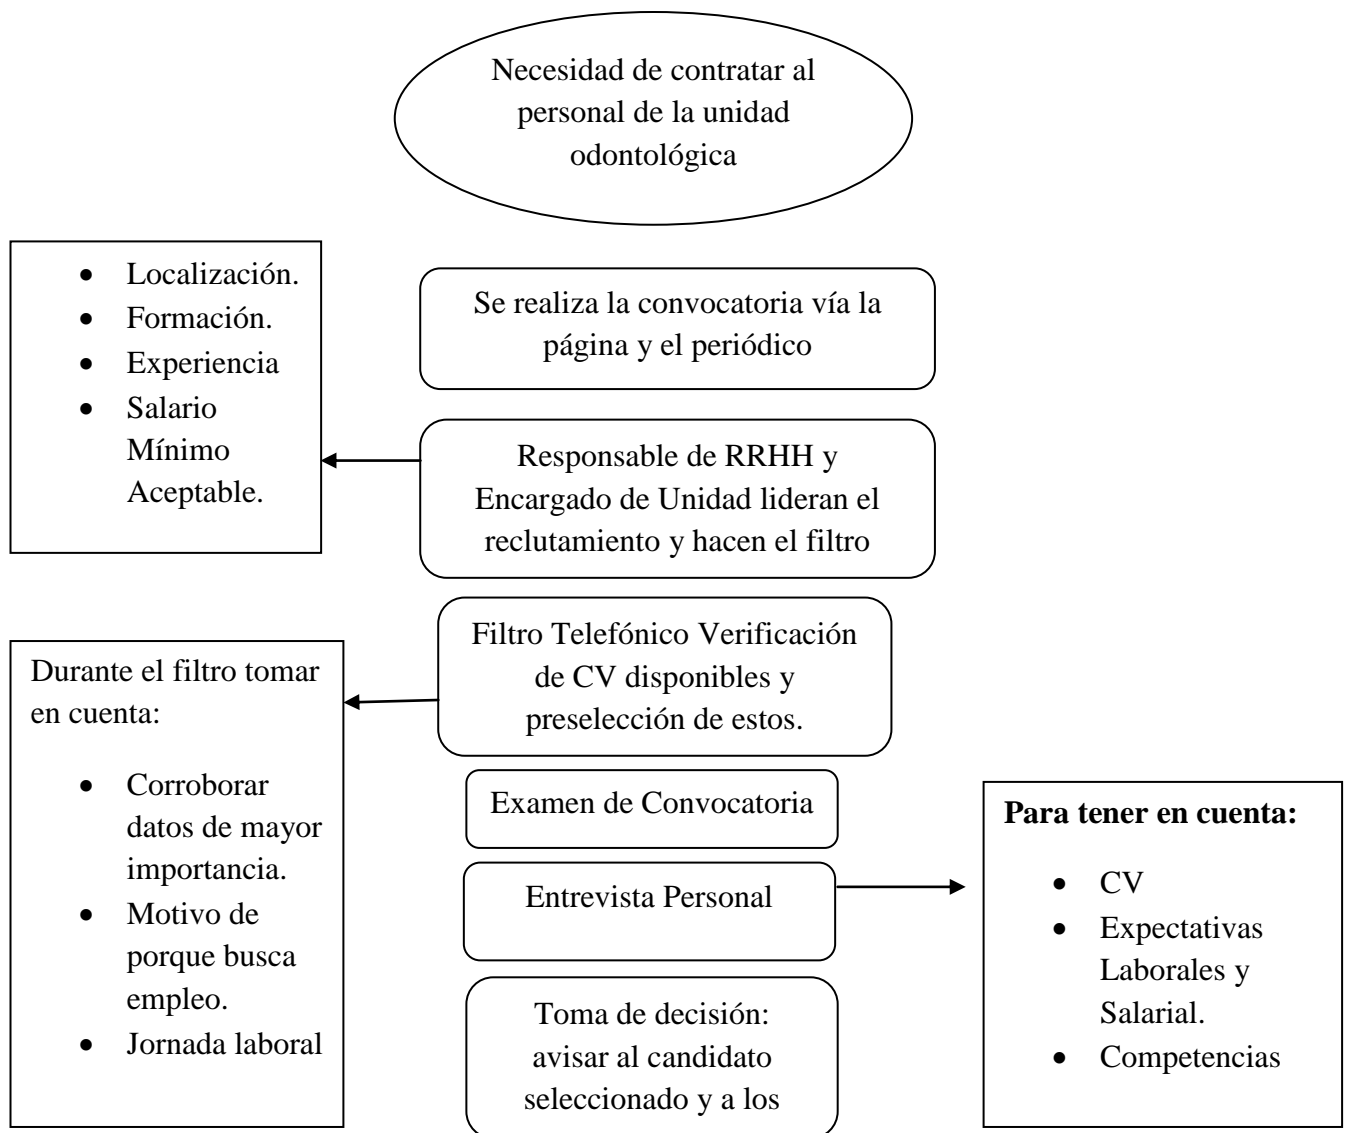 Necesidad de contratar al
personal de la unidad
odontológica
• Localización.
• Formación.
• Experiencia
• Salario
Mínimo
Aceptable.
Se realiza la convocatoria vía la
página y el periódico
Responsable de RRHH y
Encargado de Unidad lideran el
reclutamiento y hacen el filtro
Filtro Telefónico Verificación
de CV disponibles y
preselección de estos.
Durante el filtro tomar
en cuenta:
• Corroborar
datos de mayor
importancia.
• Motivo de
porque busca
empleo.
• Jornada laboral
Examen de Convocatoria
Entrevista Personal
Para tener en cuenta:
• CV
• Expectativas
Laborales y
Salarial.
• Competencias
Toma de decisión:
avisar al candidato
seleccionado y a los